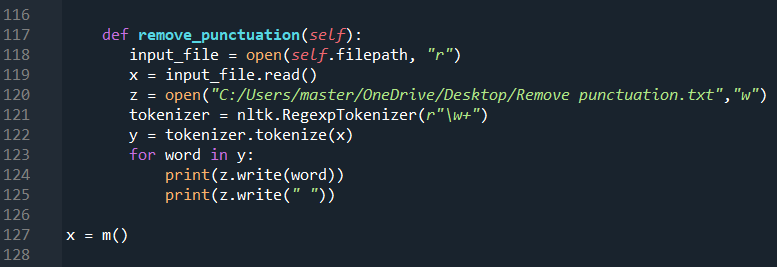 116
117 def remove_punctuation(self):
118 input_file = open(self.filepath, "r")
119 x = input_file.read()
120 z = open("C:/Users/master/OneDrive/Desktop/Remove punctuation.txt","w")
121 tokenizer = nltk.RegexpTokenizer(r"\w+")
122 y = tokenizer.tokenize(x)
123 for word in y:
124 print(z.write(word))
125 print(z.write(" "))
126
127 x = m()
128